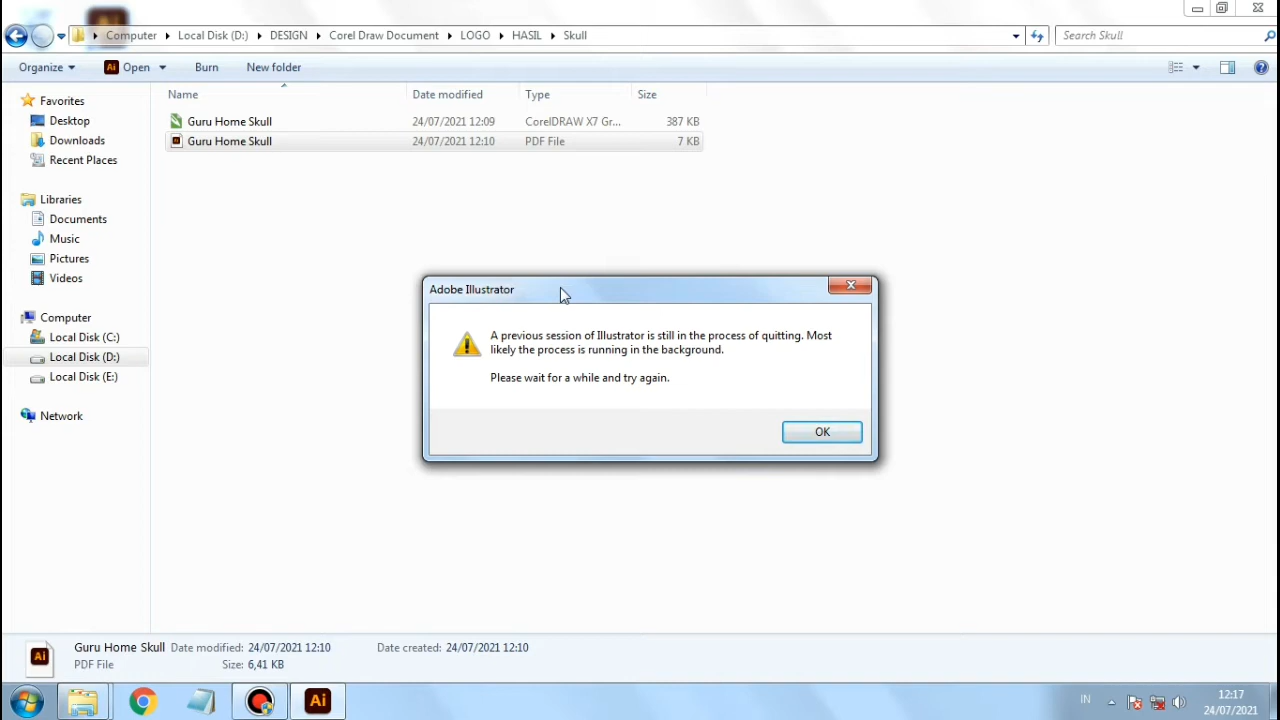 Computer Local Disk (D:) DESIGN Corel Draw Document LOGO HASIL Skull Search Skull
Organize Ai Open Burn New folder
Favorites
Desktop
Downloads
Recent Places
Libraries
Documents
Music
Pictures
Videos
Computer
Local Disk (C:)
Local Disk (D:)
Local Disk (E:)
Network
Name Date modified Type Size
Guru Home Skull 24/07/2021 12:09 CorelDRAW X7 Gr... 387 KB
Guru Home Skull 24/07/2021 12:10 PDF File 7 KB
Adobe Illustrator
A previous session of Illustrator is still in the process of quitting. Most
likely the process is running in the background.
Please wait for a while and try again.
OK
Ai Guru Home Skull Date modified: 24/07/2021 12:10 Date created: 24/07/2021 12:10
PDF File Size: 6,41 KB
Ai IN 12:17
24/07/2021